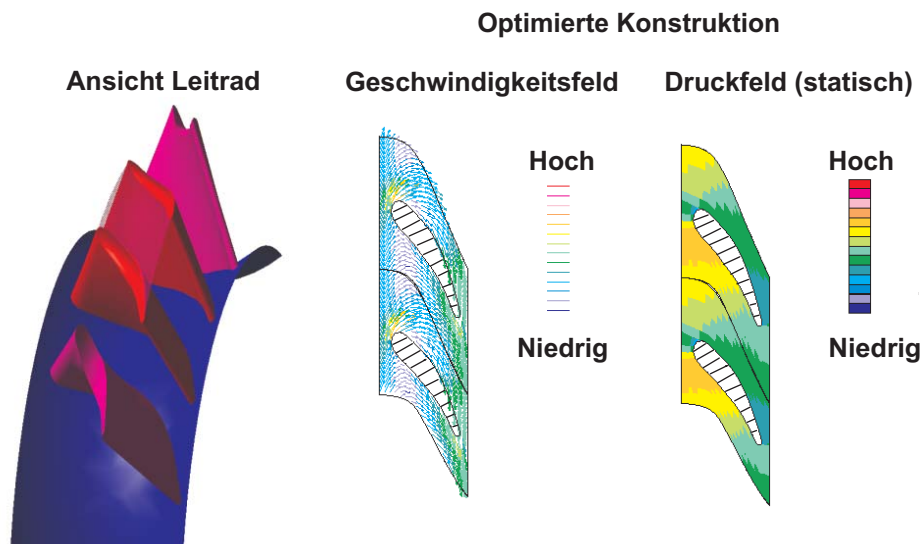 Optimierte Konstruktion
Ansicht Leitrad
Geschwindigkeitsfeld
Druckfeld (statisch)
Hoch
Niedrig
Hoch
Niedrig